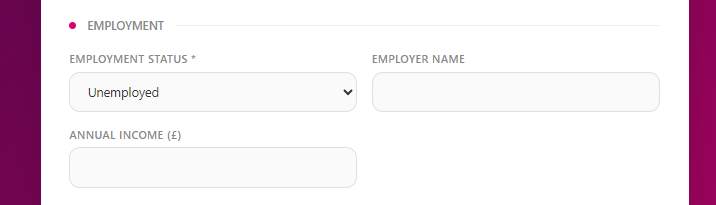 EMPLOYMENT
EMPLOYMENT STATUS *
EMPLOYER NAME
Unemployed
ANNUAL INCOME (£)